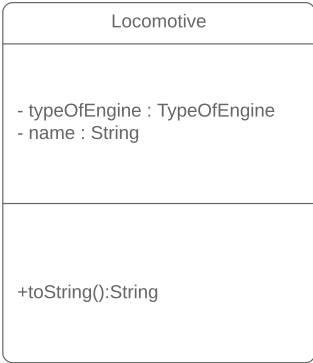 Locomotive
- typeOfEngine : TypeOfEngine
- name : String
+toString():String